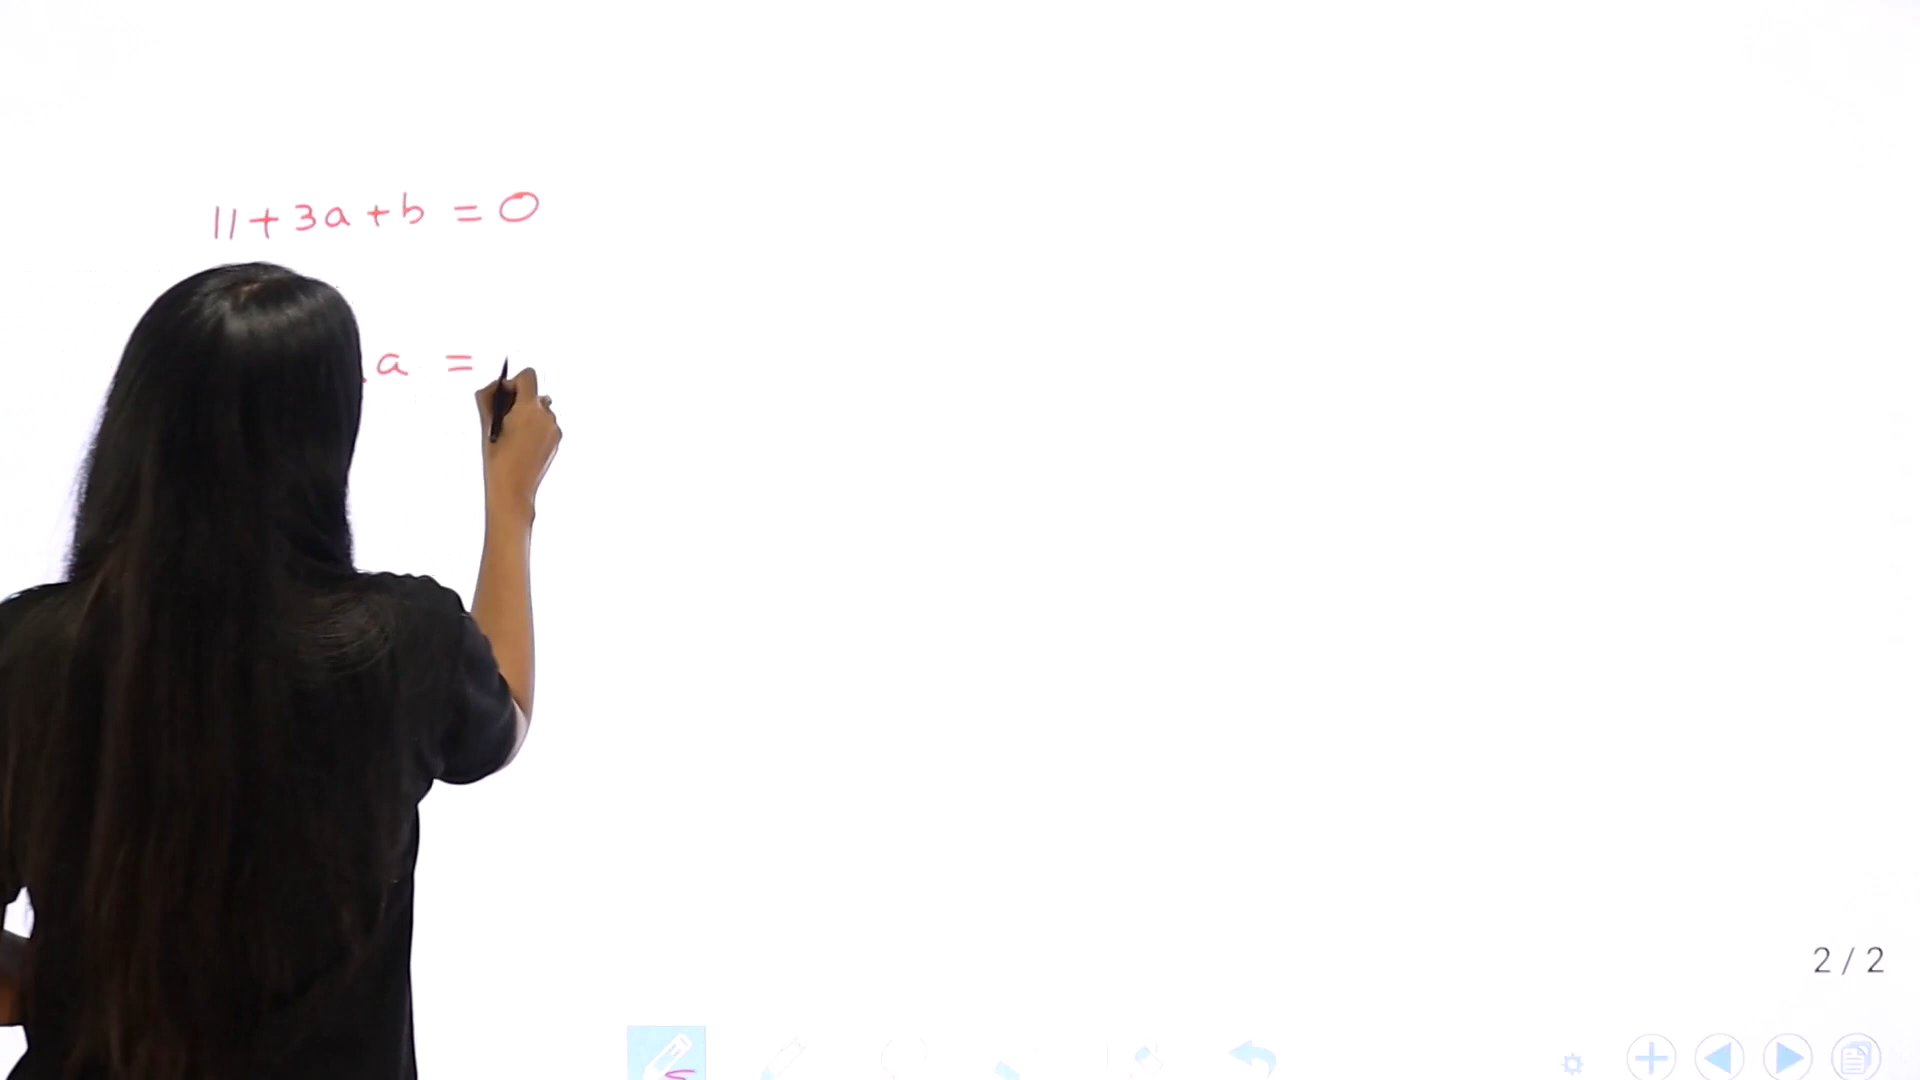 11 + 3a + b = 0
a =
2 / 2